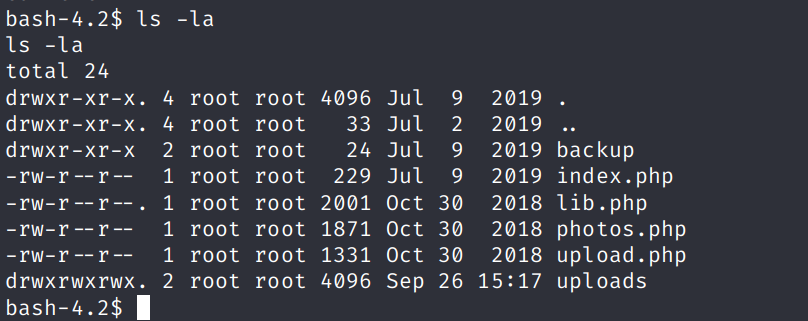 bash-4.2$ ls -la
ls -la
total 24
drwxr-xr-x. 4 root root 4096 Jul  9  2019 .
drwxr-xr-x. 4 root root   33 Jul  2  2019 ..
drwxr-xr-x  2 root root   24 Jul  9  2019 backup
-rw-r--r--  1 root root  229 Jul  9  2019 index.php
-rw-r--r--. 1 root root 2001 Oct 30  2018 lib.php
-rw-r--r--  1 root root 1871 Oct 30  2018 photos.php
-rw-r--r--  1 root root 1331 Oct 30  2018 upload.php
drwxrwxrwx. 2 root root 4096 Sep 26 15:17 uploads
bash-4.2$